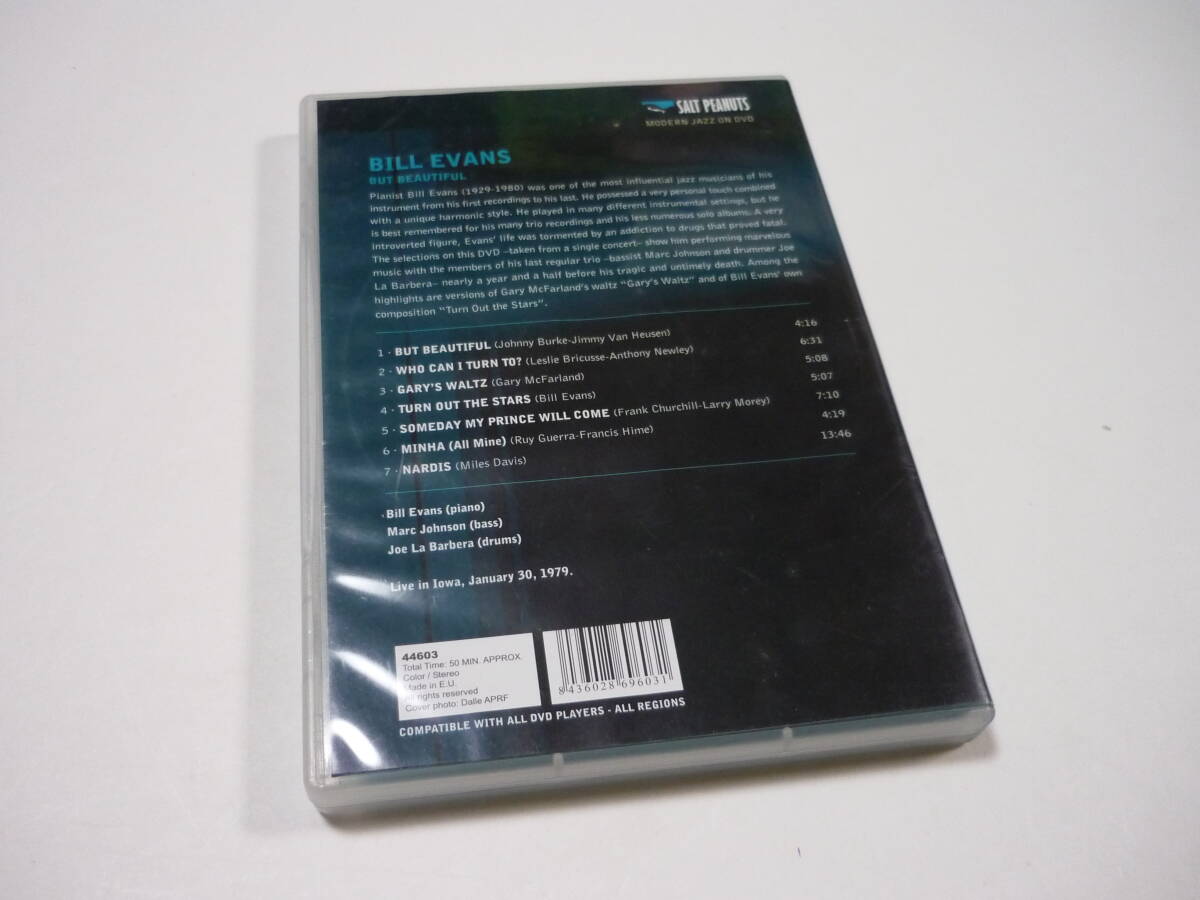 SALT PEANUTS
MODERN JAZZ ON DVD
BILL EVANS
BUT BEAUTIFUL
Pianist Bill Evans (1929-1980) was one of the most influential jazz musicians of his
instrument from his first recordings to his last. He possessed a very personal touch combined
with a unique harmonic style. He played in many different instrumental settings, but he
is best remembered for his many trio recordings and his less numerous solo albums. A very
introverted figure, Evans' life was tormented by an addiction to drugs that proved fatal.
The selections on this DVD –taken from a single concert– show him performing marvelous
music with the members of his last regular trio –bassist Marc Johnson and drummer Joe
La Barbera– nearly a year and a half before his tragic and untimely death. Among the
highlights are versions of Gary McFarland's waltz "Gary's Waltz" and of Bill Evans' own
composition "Turn Out the Stars".
1 · BUT BEAUTIFUL (Johnny Burke-Jimmy Van Heusen) 4:16
2 · WHO CAN I TURN TO? (Leslie Bricusse-Anthony Newley) 6:31
3 · GARY'S WALTZ (Gary McFarland) 5:08
4 · TURN OUT THE STARS (Bill Evans) 5:07
5 · SOMEDAY MY PRINCE WILL COME (Frank Churchill-Larry Morey) 7:10
6 · MINHA (All Mine) (Ruy Guerra-Francis Hime) 4:19
7 · NARDIS (Miles Davis) 13:46
Bill Evans (piano)
Marc Johnson (bass)
Joe La Barbera (drums)
Live in Iowa, January 30, 1979.
44603
Total Time: 50 MIN. APPROX.
Color / Stereo
Made in E.U.
All rights reserved
Cover photo: Dalle APRF
8 436028 696031
COMPATIBLE WITH ALL DVD PLAYERS - ALL REGIONS